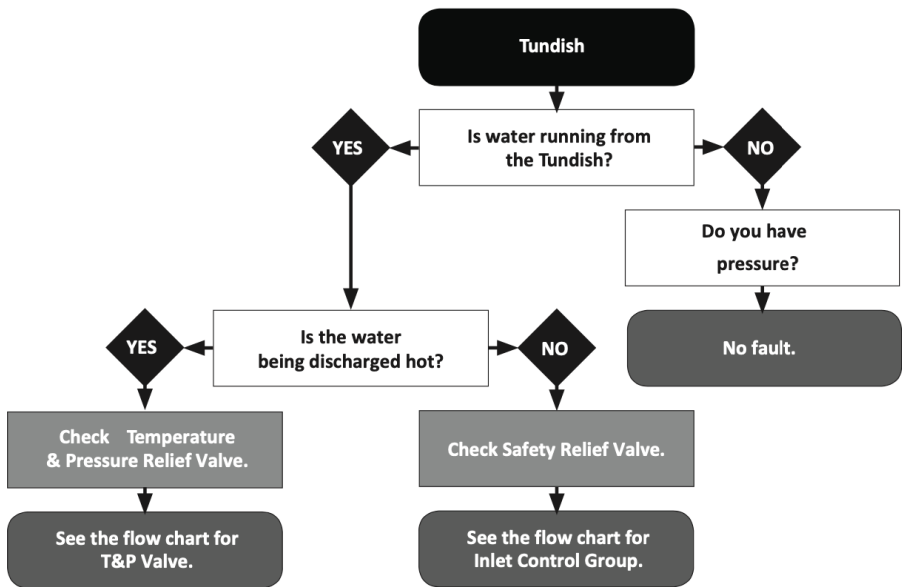 Tundish
Is water running from
the Tundish?
YES
NO
Do you have
pressure?
No fault.
Is the water
being discharged hot?
YES
NO
Check Temperature
& Pressure Relief Valve.
Check Safety Relief Valve.
See the flow chart for
T&P Valve.
See the flow chart for
Inlet Control Group.